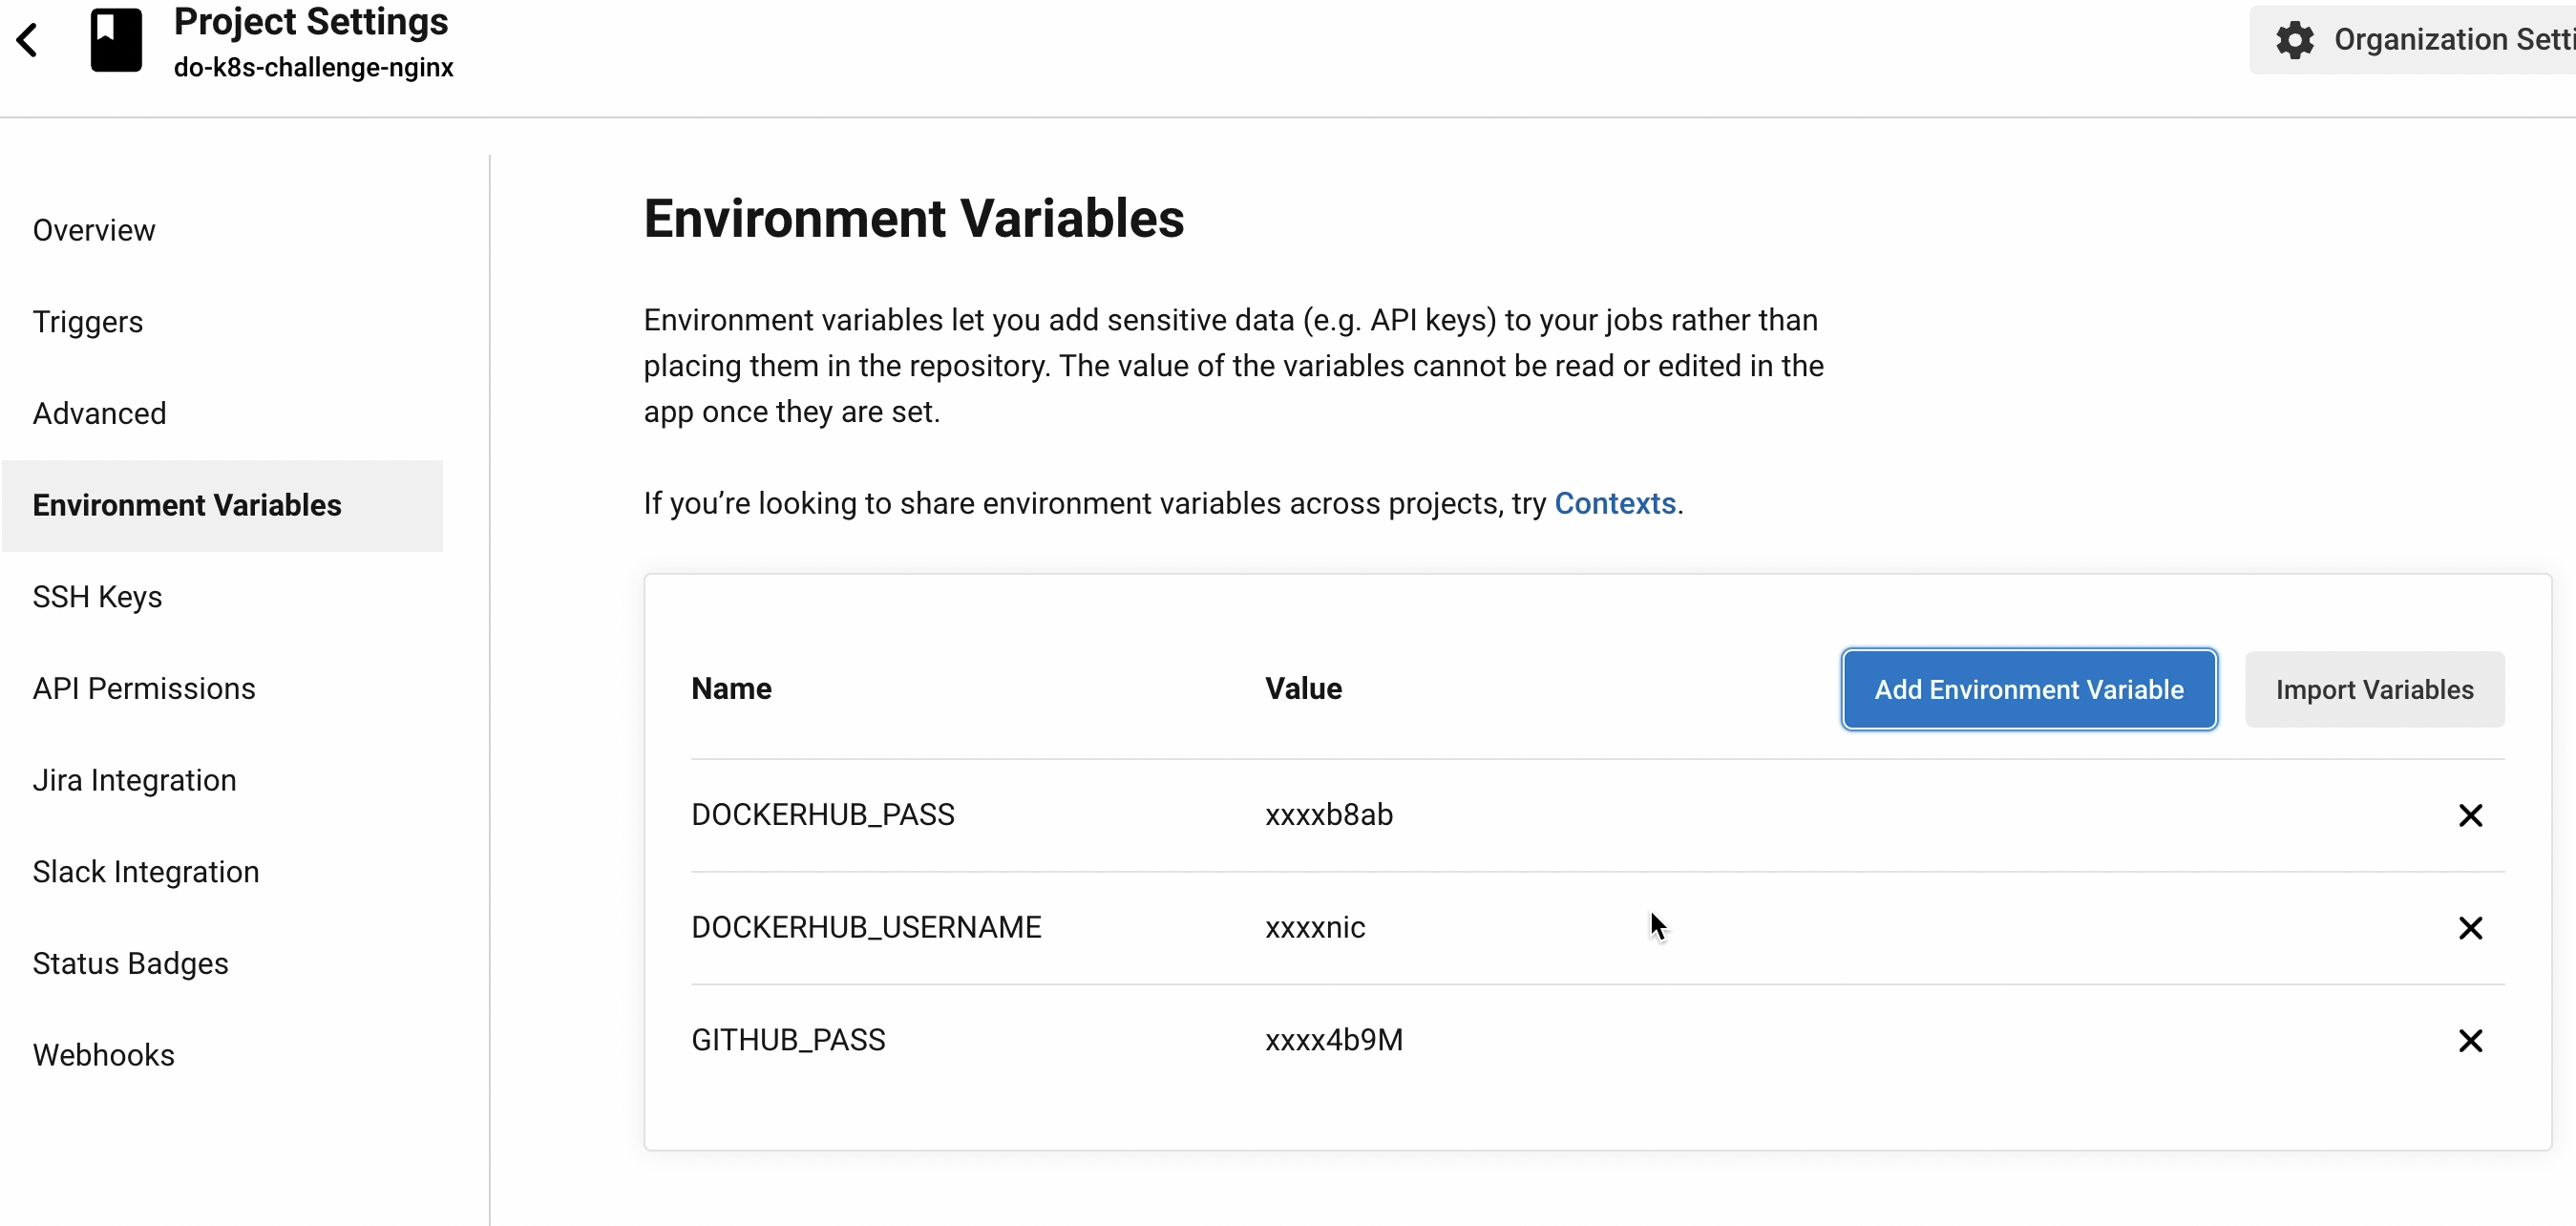 Project Settings
do-k8s-challenge-nginx
Organization Setti
Overview
Triggers
Advanced
Environment Variables
SSH Keys
API Permissions
Jira Integration
Slack Integration
Status Badges
Webhooks
Environment Variables
Environment variables let you add sensitive data (e.g. API keys) to your jobs rather than
placing them in the repository. The value of the variables cannot be read or edited in the
app once they are set.
If you’re looking to share environment variables across projects, try Contexts.
Name Value Add Environment Variable Import Variables
DOCKERHUB_PASS xxxxb8ab
DOCKERHUB_USERNAME xxxxnic
GITHUB_PASS xxxx4b9M